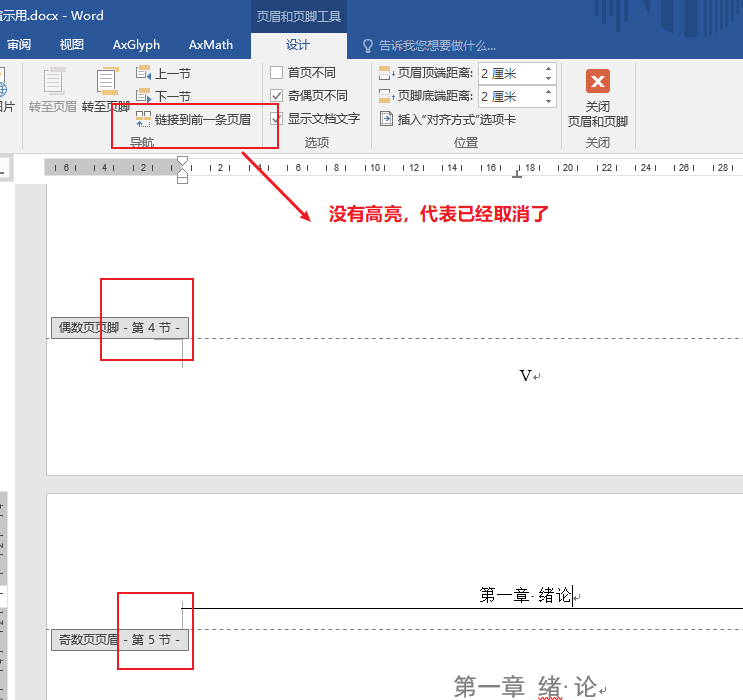 示用.docx - Word
页眉和页脚工具
审阅 视图 AxGlyph AxMath 设计 告诉我您想要做什么...
片 转至页眉 转至页脚
上一节
下一节
链接到前一条页眉
导航
首页不同
奇偶页不同
显示文档文字
选项
页眉顶端距离: 2 厘米
页脚底端距离: 2 厘米
插入“对齐方式”选项卡
位置
关闭
页眉和页脚
关闭
6 4 2 2 4 6 8 10 12 14 16 18 20 22 24 26 28
没有高亮，代表已经取消了
偶数页页脚 - 第 4 节 -
V
第一章 绪论
奇数页页眉 - 第 5 节 -
第一章 绪 论